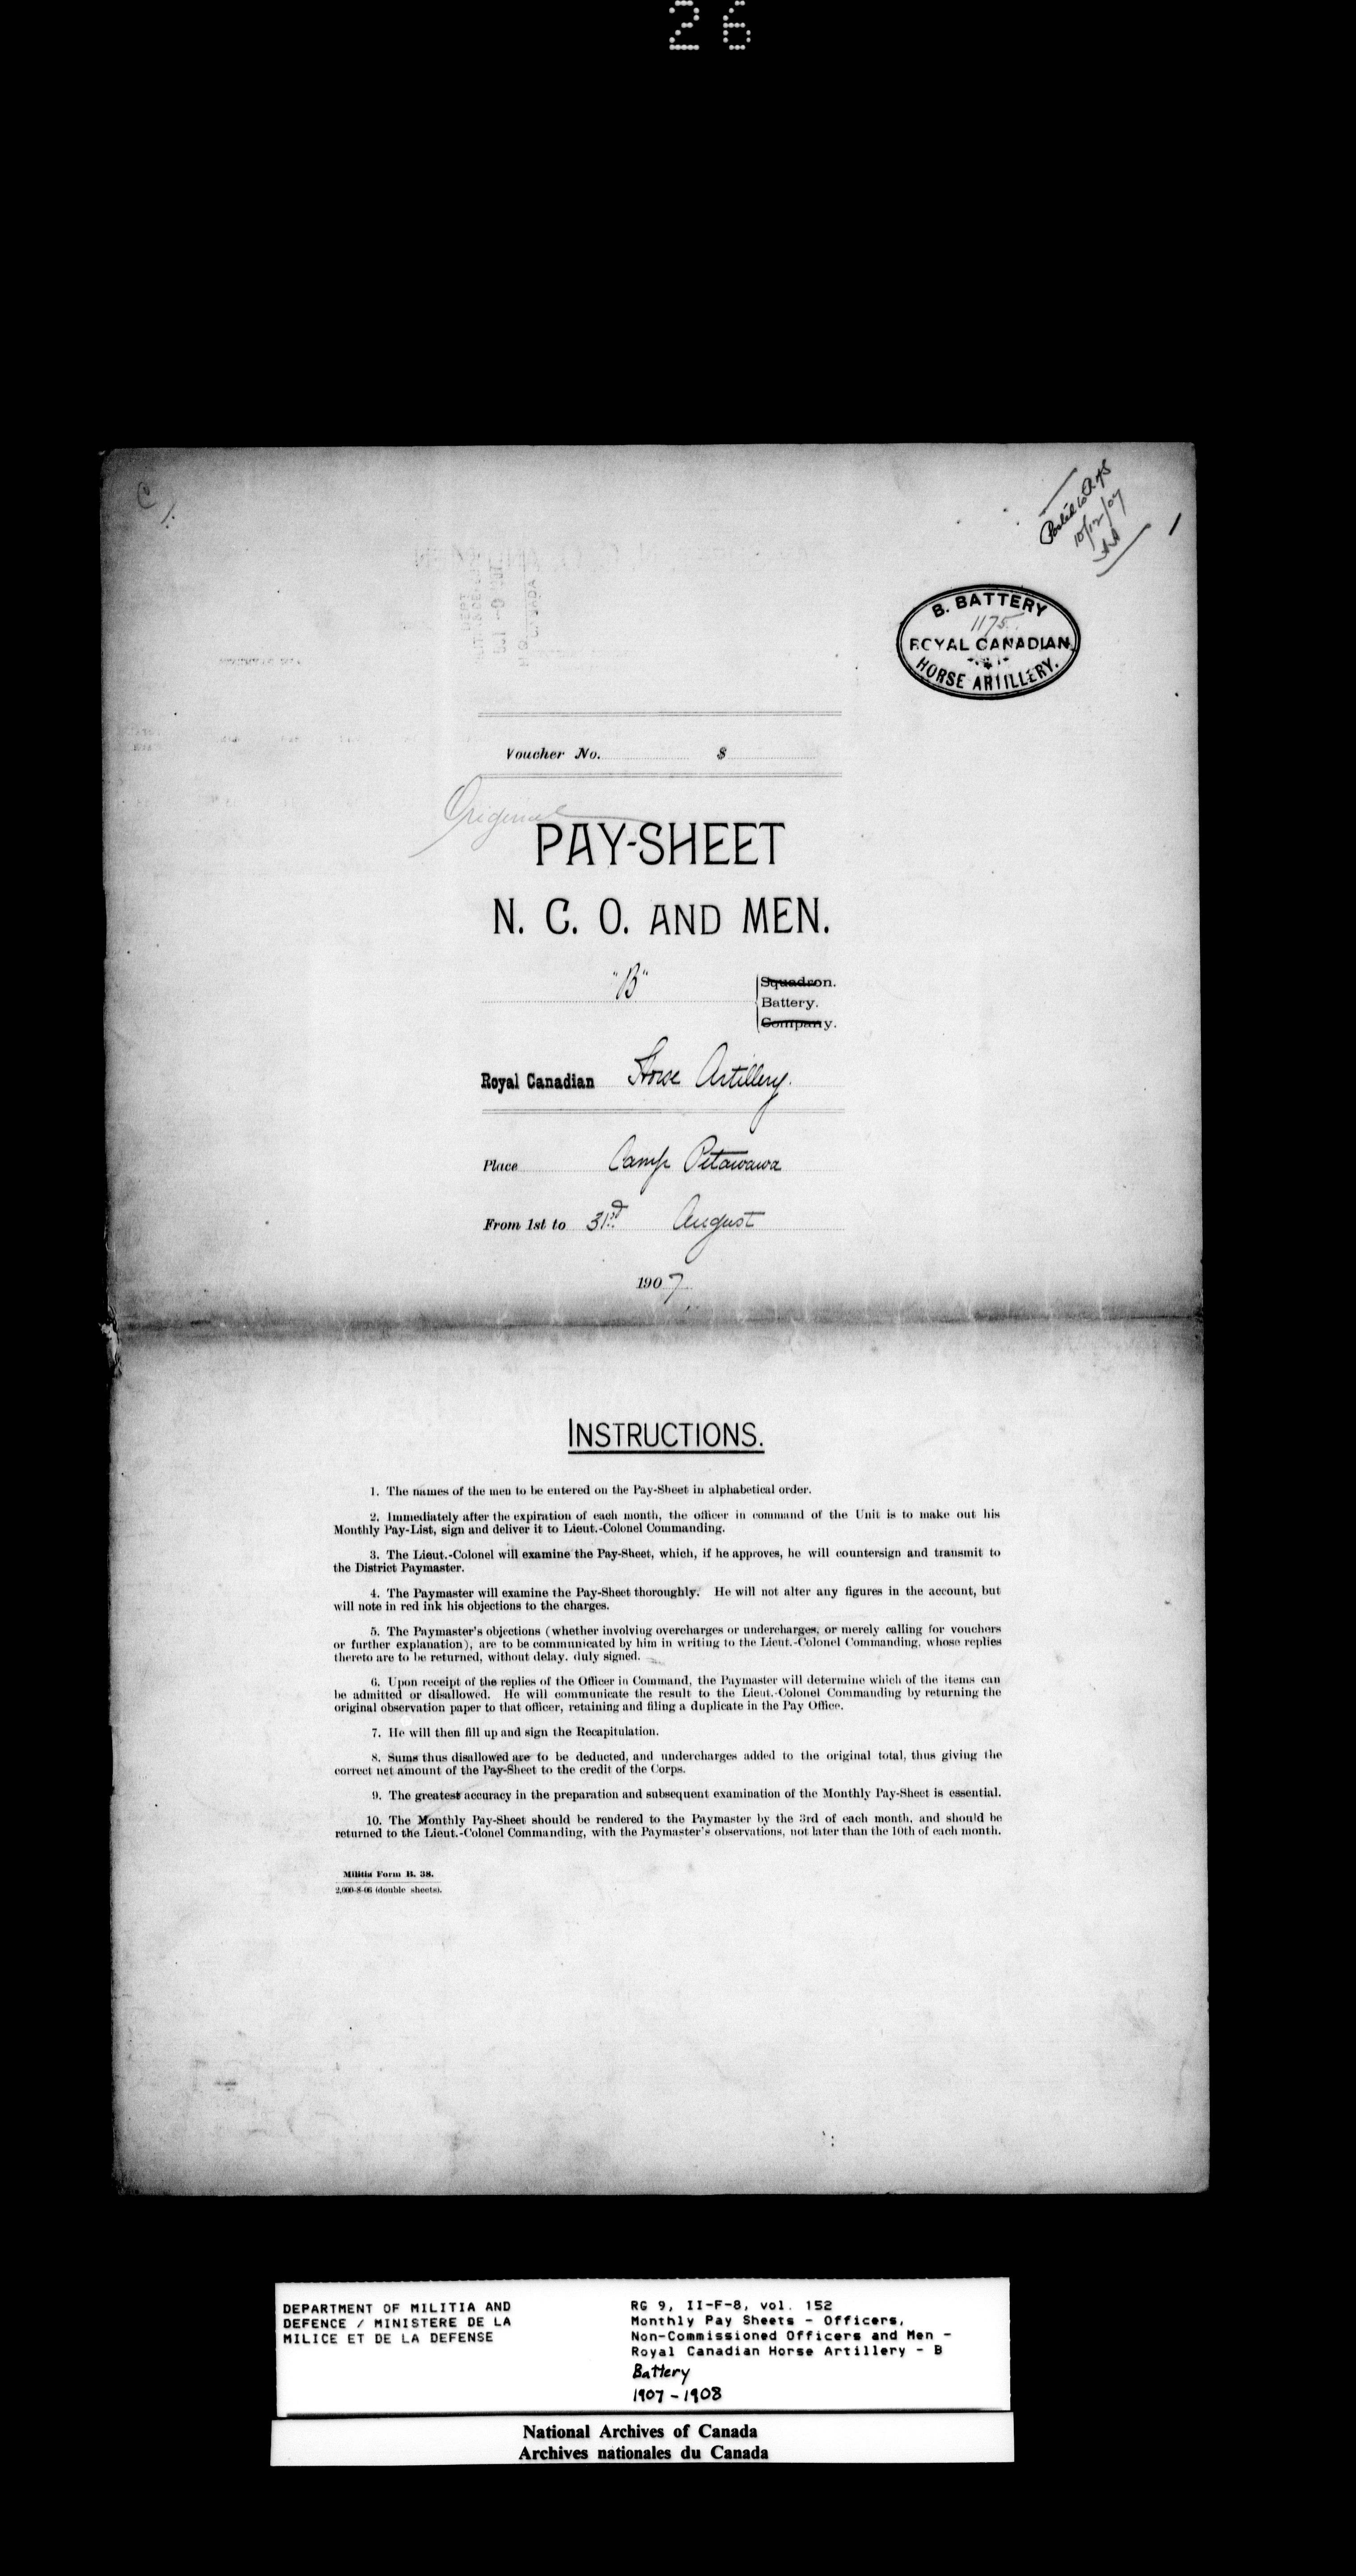 26
10/12/07
B. BATTERY
1175
ROYAL CANADIAN
HORSE ARTILLERY.
Voucher No. $
Original
PAY-SHEET
N. C. O. AND MEN.
"B"
Squadron.
Battery.
Company.
Royal Canadian Horse Artillery.
Place Camp Petawawa
From 1st to 31st August
1907
INSTRUCTIONS.
1. The names of the men to be entered on the Pay-Sheet in alphabetical order.
2. Immediately after the expiration of each month, the officer in command of the Unit is to make out his
Monthly Pay-List, sign and deliver it to Lieut.-Colonel Commanding.
3. The Lieut.-Colonel will examine the Pay-Sheet, which, if he approves, he will countersign and transmit to
the District Paymaster.
4. The Paymaster will examine the Pay-Sheet thoroughly. He will not alter any figures in the account, but
will note in red ink his objections to the charges.
5. The Paymaster's objections (whether involving overcharges or undercharges, or merely calling for vouchers
or further explanation), are to be communicated by him in writing to the Lieut.-Colonel Commanding, whose replies
thereto are to be returned, without delay, duly signed.
6. Upon receipt of the replies of the Officer in Command, the Paymaster will determine which of the items can
be admitted or disallowed. He will communicate the result to the Lieut.-Colonel Commanding by returning the
original observation paper to that officer, retaining and filing a duplicate in the Pay Office.
7. He will then fill up and sign the Recapitulation.
8. Sums thus disallowed are to be deducted, and undercharges added to the original total, thus giving the
correct net amount of the Pay-Sheet to the credit of the Corps.
9. The greatest accuracy in the preparation and subsequent examination of the Monthly Pay-Sheet is essential.
10. The Monthly Pay-Sheet should be rendered to the Paymaster by the 3rd of each month, and should be
returned to the Lieut.-Colonel Commanding, with the Paymaster's observations, not later than the 10th of each month.
Militia Form B. 38.
2,000-8-06 (double sheets).
DEPARTMENT OF MILITIA AND
DEFENCE / MINISTERE DE LA
MILICE ET DE LA DEFENSE
RG 9, II-F-8, vol. 152
Monthly Pay Sheets - Officers,
Non-Commissioned Officers and Men -
Royal Canadian Horse Artillery - B
Battery
1907-1908
National Archives of Canada
Archives nationales du Canada